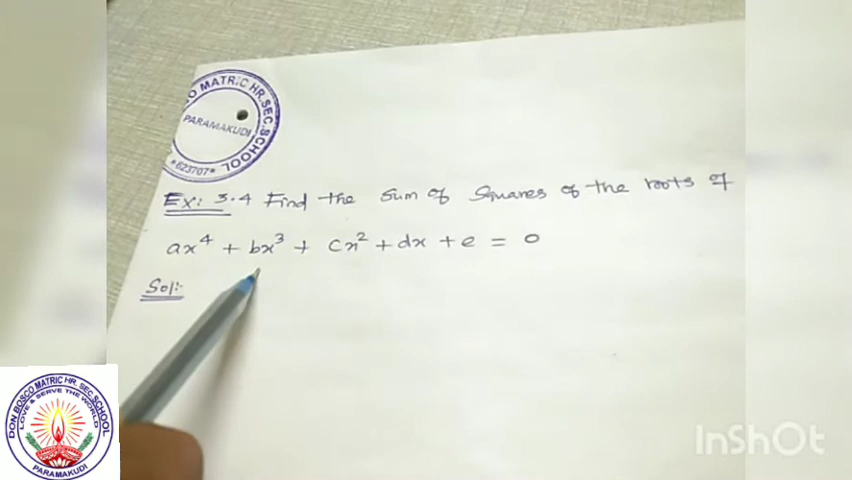 BO MATRIC HR.SEC.SCHOOL
PARAMAKUDI
*623707*
Ex: 3.4 Find the sum of squares of the roots of
ax⁴ + bx³ + cx² + dx + e = 0
Sol:-
DON BOSCO MATRIC HR. SEC. SCHOOL
LOVE & SERVE THE WORLD
PARAMAKUDI
InShOt